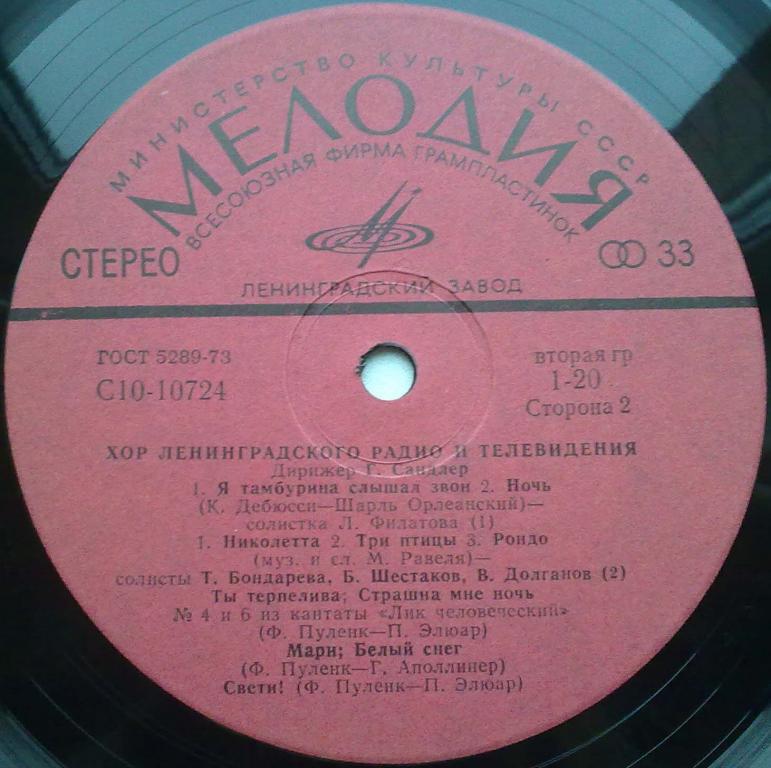 МИНИСТЕРСТВО КУЛЬТУРЫ СССР
МЕЛОДИЯ
ВСЕСОЮЗНАЯ ФИРМА ГРАМПЛАСТИНОК
СТЕРЕО
33
ЛЕНИНГРАДСКИЙ ЗАВОД
ГОСТ 5289-73
вторая гр
С10-10724
1-20
Сторона 2
ХОР ЛЕНИНГРАДСКОГО РАДИО И ТЕЛЕВИДЕНИЯ
Дирижер Г. Сандлер
1. Я тамбурина слышал звон 2. Ночь
(К. Дебюсси—Шарль Орлеанский)—
солистка Л. Филатова (1)
1. Николетта 2. Три птицы 3. Рондо
(муз. и сл. М. Равеля)—
солисты Т. Бондарева, Б. Шестаков, В. Долганов (2)
Ты терпелива; Страшна мне ночь
№ 4 и 6 из кантаты «Лик человеческий»
(Ф. Пуленк—П. Элюар)
Мари; Белый снег
(Ф. Пуленк—Г. Аполлинер)
Свети! (Ф. Пуленк—П. Элюар)